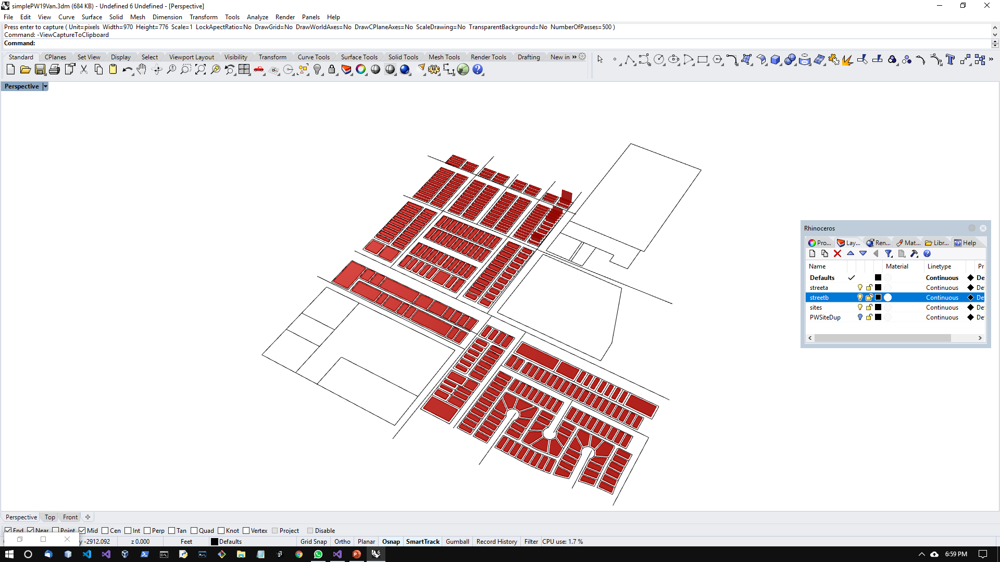 simplePW19Van.3dm (684 KB) - Undefined 6 Undefined - [Perspective]
File Edit View Curve Surface Solid Mesh Dimension Transform Tools Analyze Render Panels Help
Press enter to capture ( Unit=pixels Width=970 Height=776 Scale=1 LockApectRatio=No DrawGrid=No DrawWorldAxes=No DrawCPlaneAxes=No ScaleDrawing=No TransparentBackground=No NumberOfPasses=500 )
Command: -ViewCaptureToClipboard
Command:
Standard CPlanes Set View Display Select Viewport Layout Visibility Transform Curve Tools Surface Tools Solid Tools Mesh Tools Render Tools Drafting New in »
Perspective
Rhinoceros
Pro... Lay... Ren... Mat... Libr... Help
Name Material Linetype Pr
Defaults Continuous De
streeta Continuous De
streetb Continuous De
sites Continuous De
PWSiteDup Continuous De
Perspective Top Front
End Near Point Mid Cen Int Perp Tan Quad Knot Vertex Project Disable
y -2912.092 z 0.000 Feet Defaults Grid Snap Ortho Planar Osnap SmartTrack Gumball Record History Filter CPU use: 1.7 %
6:59 PM